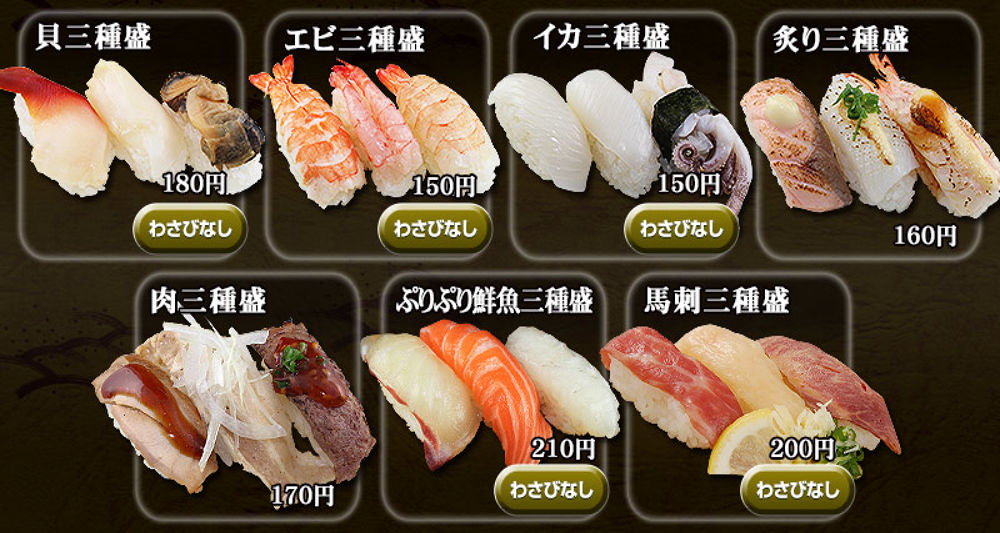 貝三種盛
180円
わさびなし
エビ三種盛
150円
わさびなし
イカ三種盛
150円
わさびなし
炙り三種盛
160円
肉三種盛
170円
ぷりぷり鮮魚三種盛
210円
わさびなし
馬刺三種盛
200円
わさびなし